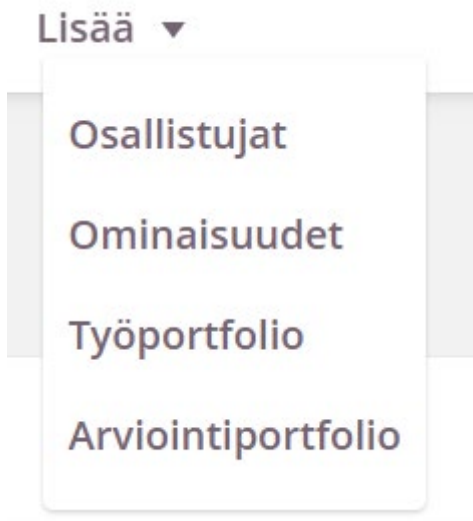 Lisää
Osallistujat
Ominaisuudet
Työportfolio
Arviointiportfolio